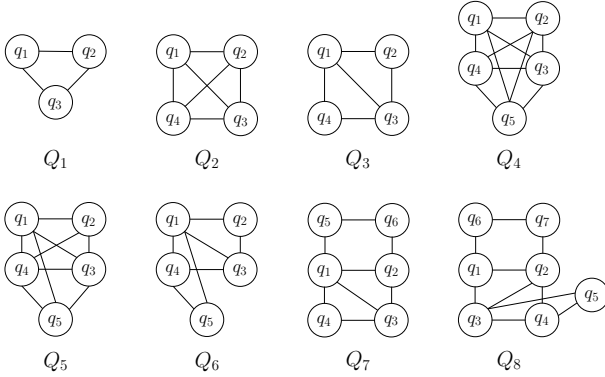 q₁ q₂ q₁ q₂ q₁ q₂ q₁ q₂
q₄ q₃
q₃ q₄ q₃ q₄ q₃ q₅
Q₁ Q₂ Q₃ Q₄
q₁ q₂ q₁ q₂ q₅ q₆ q₆ q₇
q₄ q₃ q₄ q₃ q₁ q₂ q₁ q₂
q₅
q₅ q₅ q₄ q₃ q₃ q₄
Q₅ Q₆ Q₇ Q₈